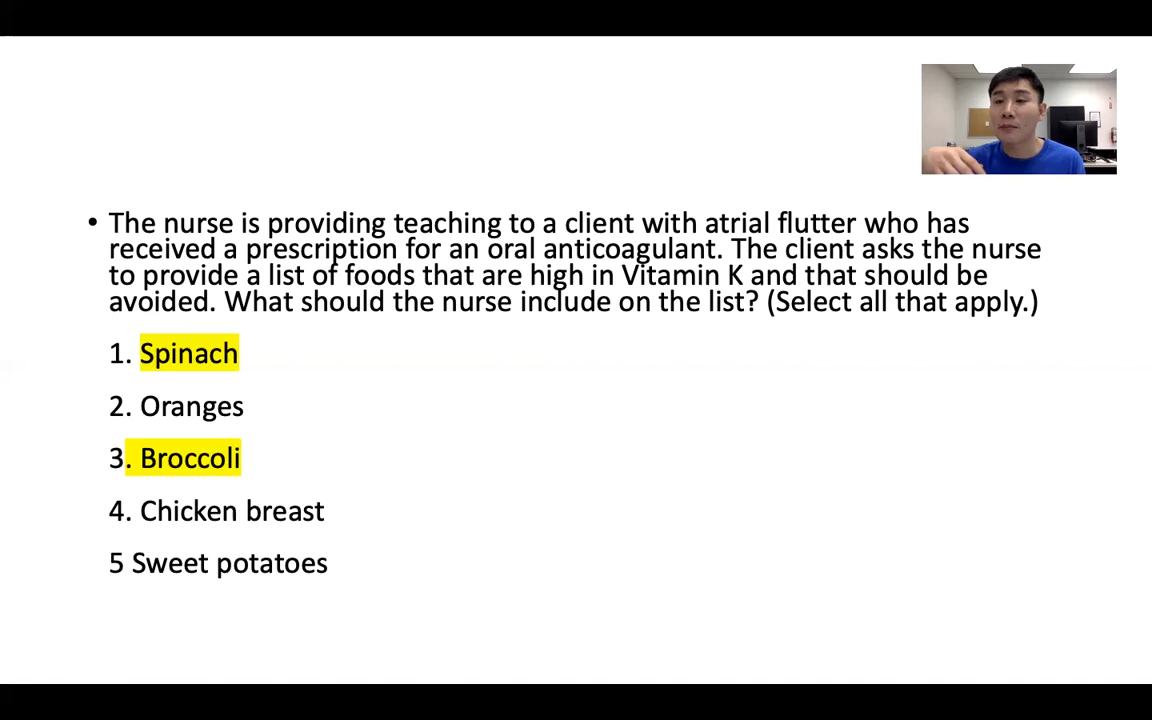 • The nurse is providing teaching to a client with atrial flutter who has
received a prescription for an oral anticoagulant. The client asks the nurse
to provide a list of foods that are high in Vitamin K and that should be
avoided. What should the nurse include on the list? (Select all that apply.)
1. Spinach
2. Oranges
3. Broccoli
4. Chicken breast
5 Sweet potatoes